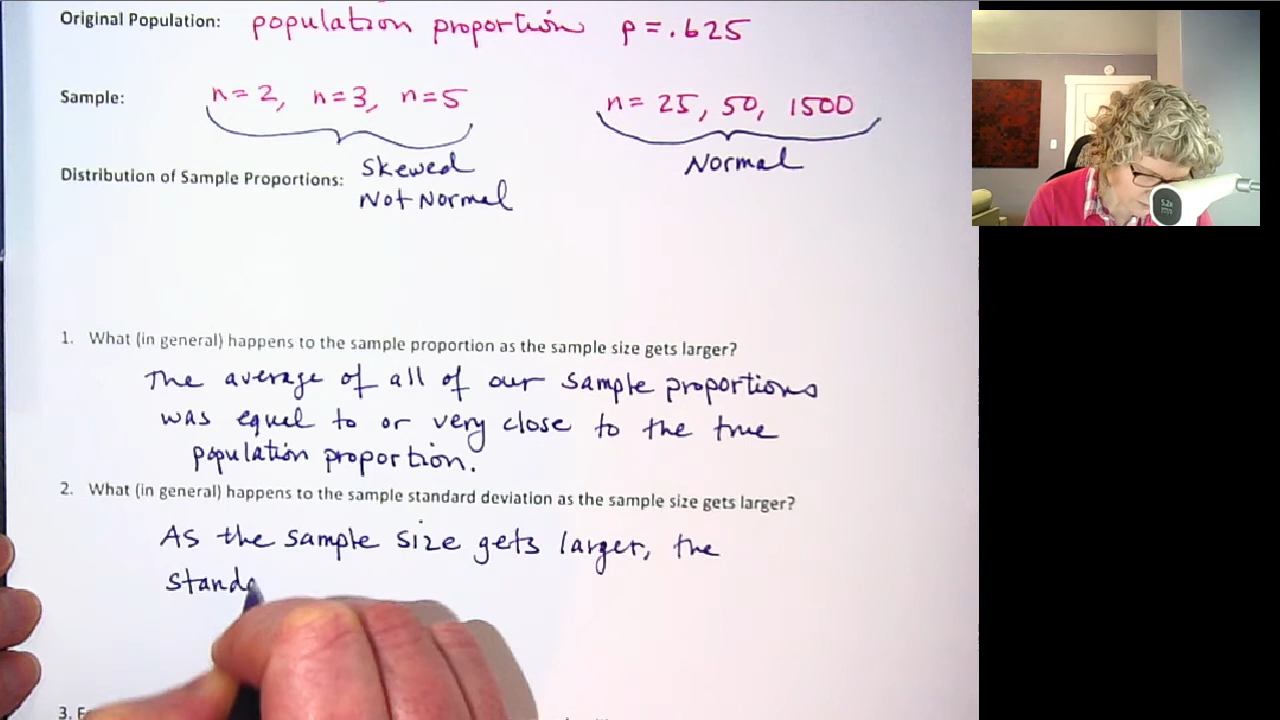 Original Population: population proportion p = .625
Sample: n=2, n=3, n=5 n= 25, 50, 1500
Skewed Normal
Distribution of Sample Proportions: Not Normal
1. What (in general) happens to the sample proportion as the sample size gets larger?
The average of all of our sample proportions
was equal to or very close to the true
population proportion.
2. What (in general) happens to the sample standard deviation as the sample size gets larger?
As the sample size gets larger, the
standa
3.